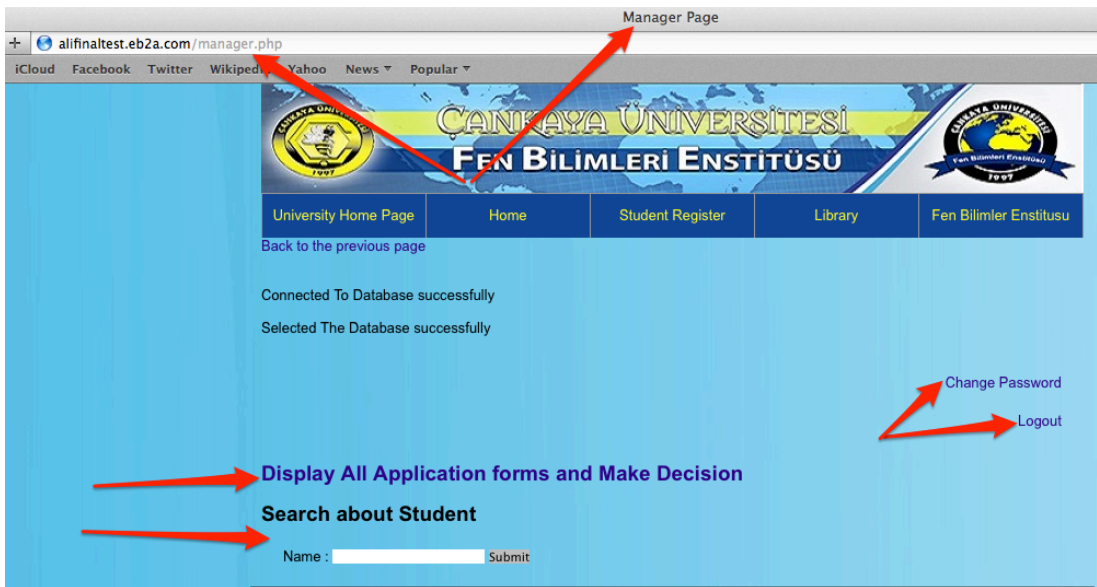 Manager Page
alifinaltest.eb2a.com/manager.php
iCloud Facebook Twitter Yahoo News Popular
ÇANKAYA ÜNİVERSİTESİ
FEN BİLİMLERİ ENSTİTÜSÜ
1997
Fen Bilimleri Enstitüsü
1997
University Home Page Home Student Register Library Fen Bilimler Enstitusu
Back to the previous page
Connected To Database successfully
Selected The Database successfully
Change Password
Logout
Display All Application forms and Make Decision
Search about Student
Name : Submit